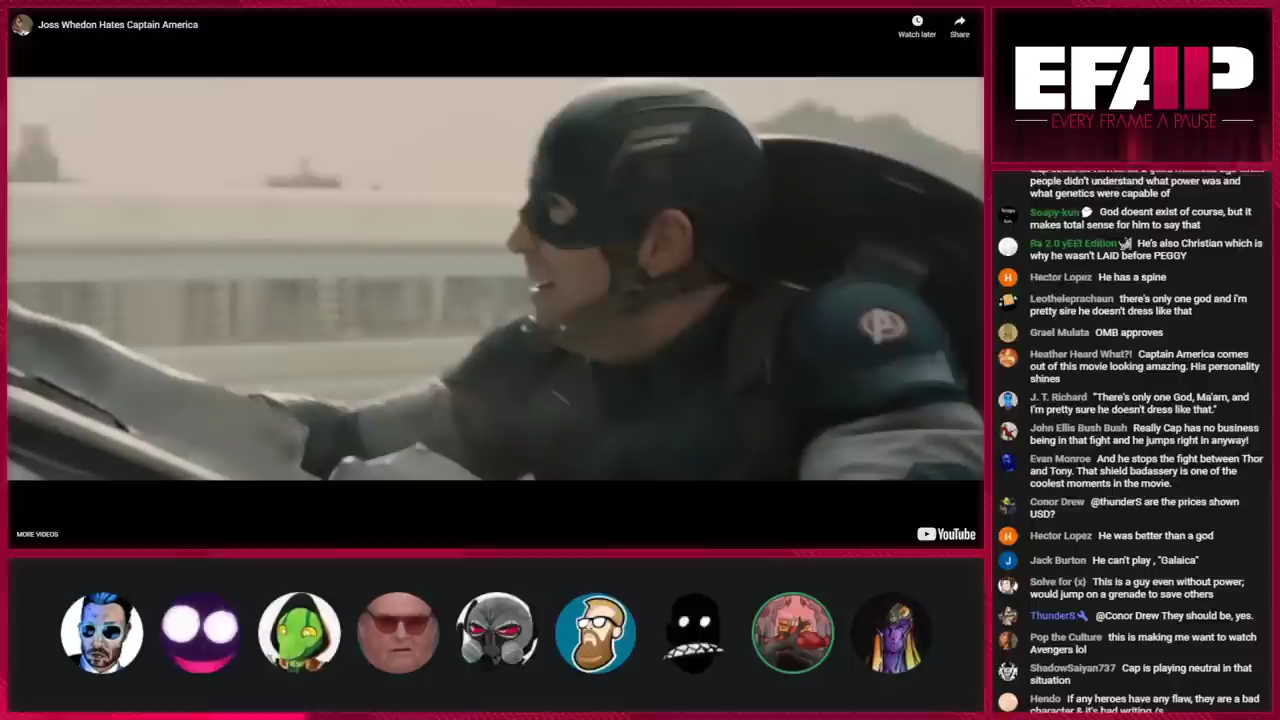 Joss Whedon Hates Captain America
Watch later
Share
MORE VIDEOS
YouTube
EFAP
EVERY FRAME A PAUSE
people didn't understand what power was and
what genetics were capable of
Soapy-kun God doesnt exist of course, but it
makes total sense for him to say that
Ra 2.0 yEEt Edition He's also Christian which is
why he wasn't LAID before PEGGY
Hector Lopez He has a spine
Leotheleprachaun there's only one god and i'm
pretty sire he doesn't dress like that
Grael Mulata OMB approves
Heather Heard What?! Captain America comes
out of this movie looking amazing. His personality
shines
J. T. Richard "There's only one God, Ma'am, and
I'm pretty sure he doesn't dress like that."
John Ellis Bush Bush Really Cap has no business
being in that fight and he jumps right in anyway!
Evan Monroe And he stops the fight between Thor
and Tony. That shield badassery is one of the
coolest moments in the movie.
Conor Drew @thunderS are the prices shown
USD?
Hector Lopez He was better than a god
Jack Burton He can't play , "Galaica"
Solve for {x} This is a guy even without power;
would jump on a grenade to save others
ThunderS @Conor Drew They should be, yes.
Pop the Culture this is making me want to watch
Avengers lol
ShadowSaiyan737 Cap is playing neutral in that
situation
Hendo If any heroes have any flaw, they are a bad
character & it's bad writing /s